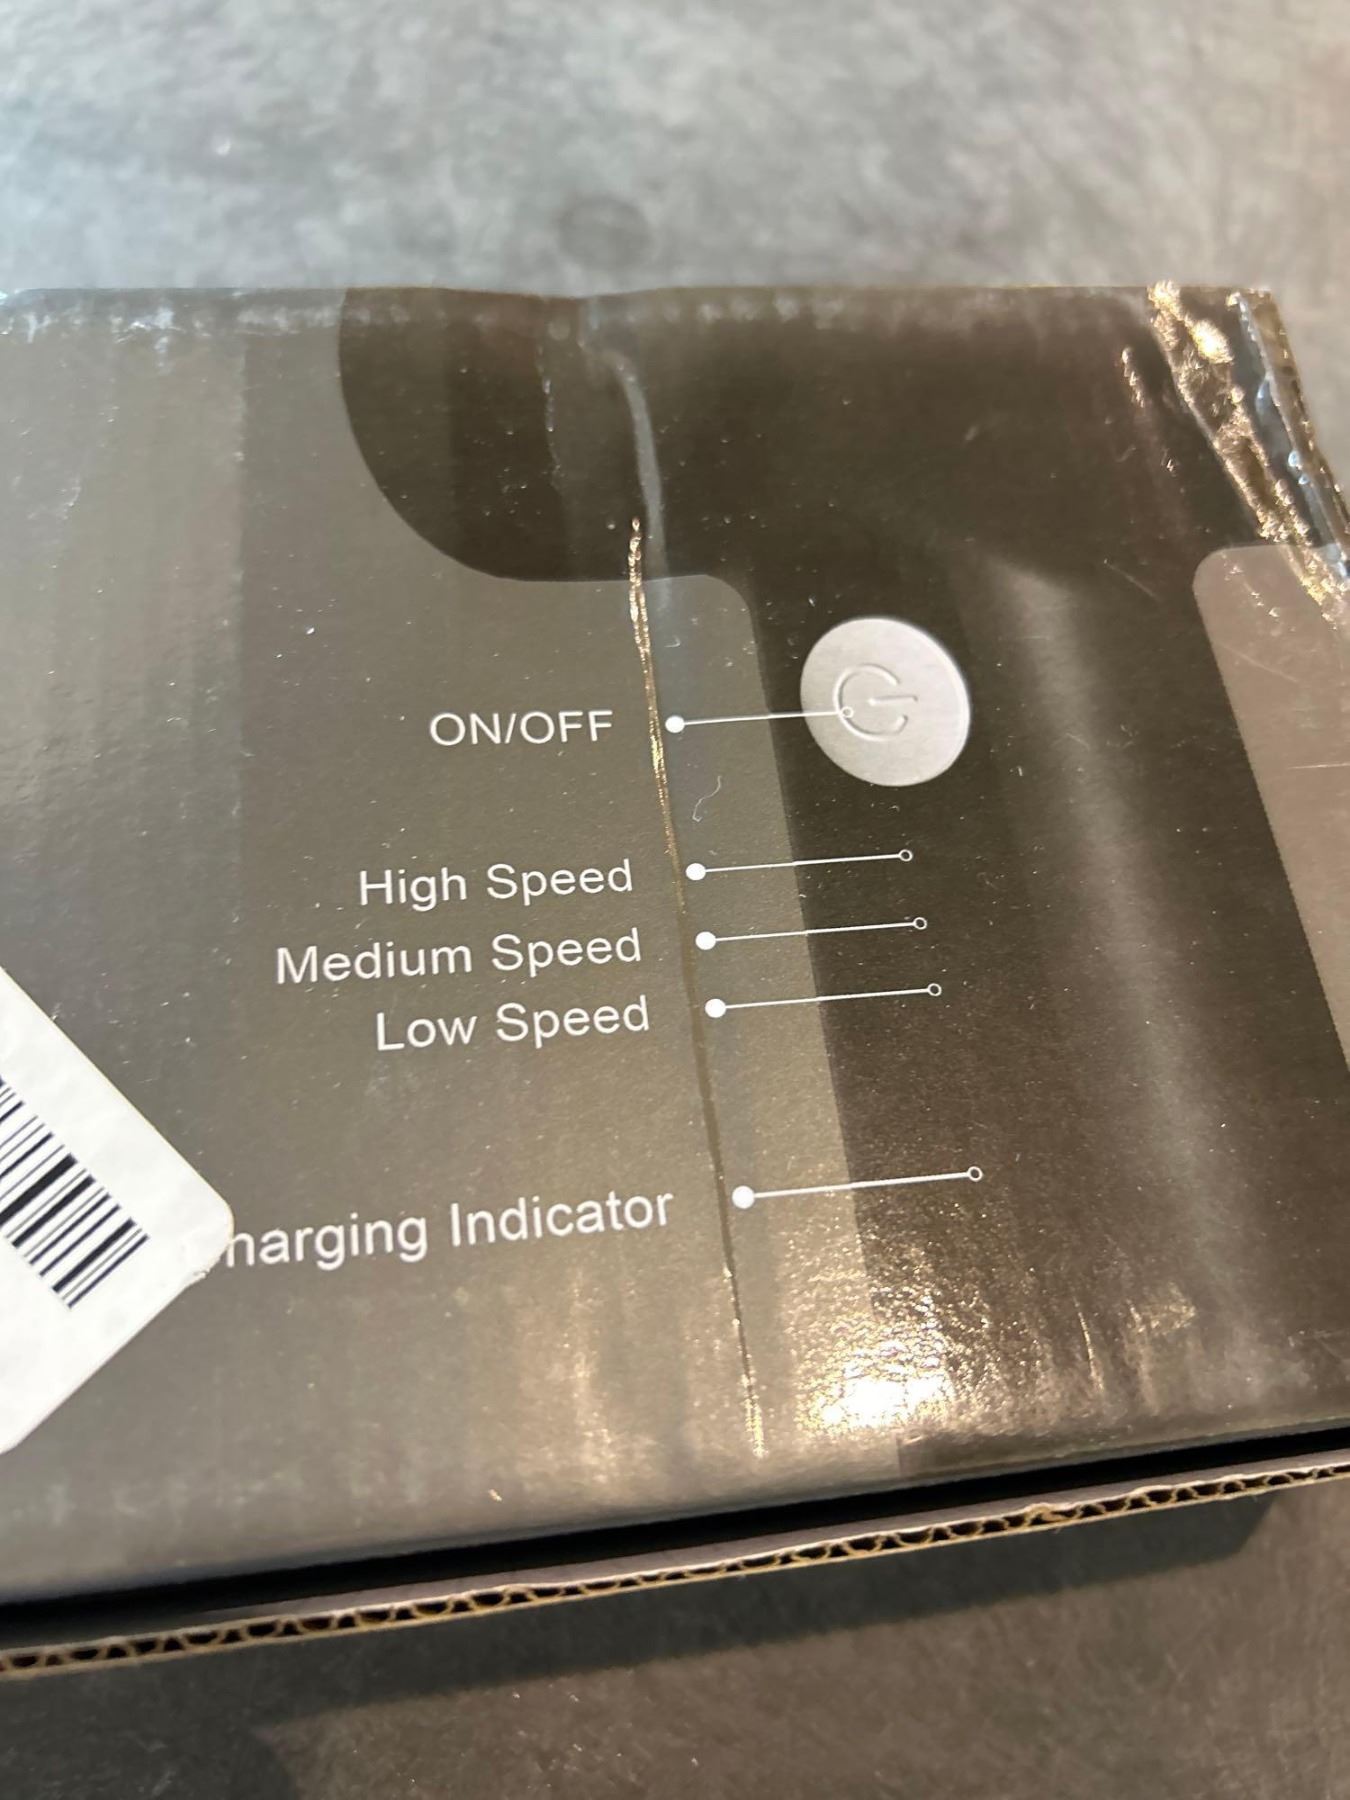 ON/OFF
High Speed
Medium Speed
Low Speed
harging Indicator